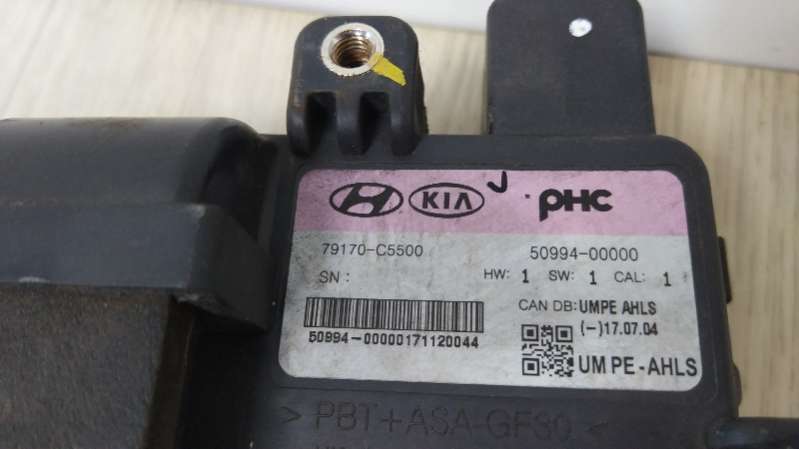 KIA PHC
79170-C5500 50994-00000
SN : HW: 1 SW: 1 CAL: 1
CAN DB: UMPE AHLS
(-)17.07.04
50994-00000171120044
UM PE-AHLS
>PBT+ASA-GF30<